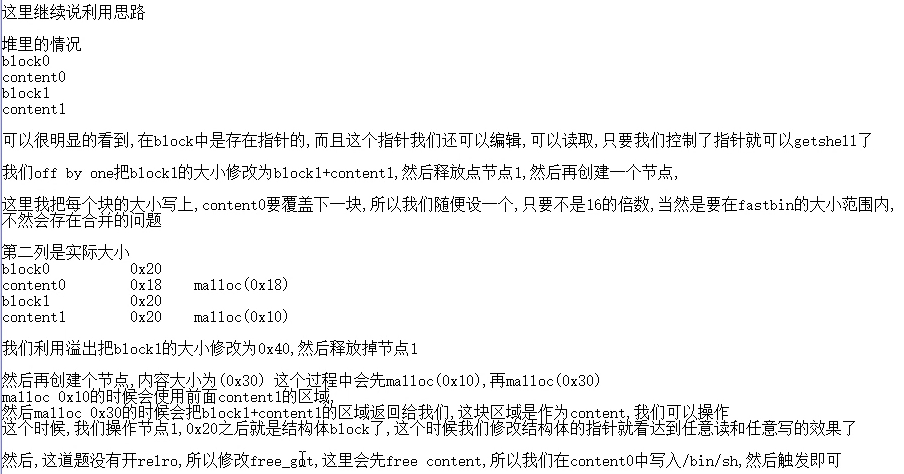 这里继续说利用思路
堆里的情况
block0
content0
block1
content1
可以很明显的看到,在block中是存在指针的,而且这个指针我们还可以编辑,可以读取,只要我们控制了指针就可以getshell了
我们off by one把block1的大小修改为block1+content1,然后释放点节点1,然后再创建一个节点,
这里我把每个块的大小写上,content0要覆盖下一块,所以我们随便设一个,只要不是16的倍数,当然是要在fastbin的大小范围内,
不然会存在合并的问题
第二列是实际大小
block0 0x20
content0 0x18 malloc(0x18)
block1 0x20
content1 0x20 malloc(0x10)
我们利用溢出把block1的大小修改为0x40,然后释放掉节点1
然后再创建个节点,内容大小为(0x30) 这个过程中会先malloc(0x10),再malloc(0x30)
malloc 0x10的时候会使用前面content1的区域,
然后malloc 0x30的时候会把block1+content1的区域返回给我们,这块区域是作为content,我们可以操作
这个时候,我们操作节点1,0x20之后就是结构体block了,这个时候我们修改结构体的指针就看达到任意读和任意写的效果了
然后,这道题没有开relro,所以修改free_got,这里会先free content,所以我们在content0中写入/bin/sh,然后触发即可